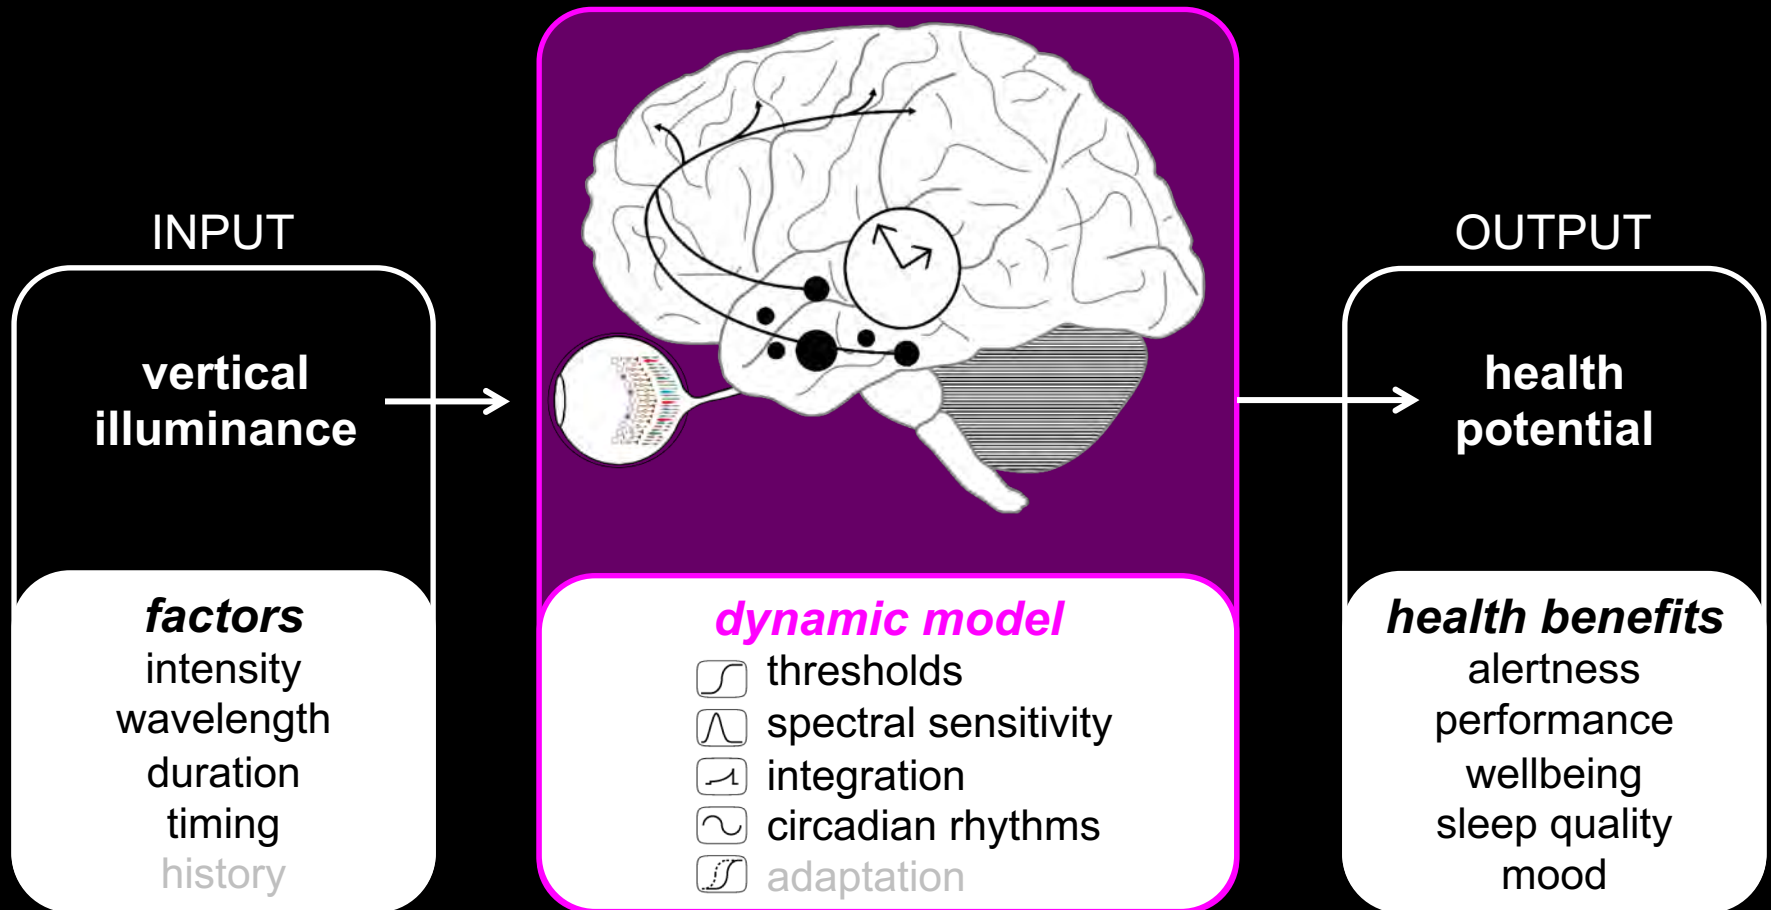 INPUT
vertical
illuminance
factors
intensity
wavelength
duration
timing
history
dynamic model
thresholds
spectral sensitivity
integration
circadian rhythms
adaptation
OUTPUT
health
potential
health benefits
alertness
performance
wellbeing
sleep quality
mood